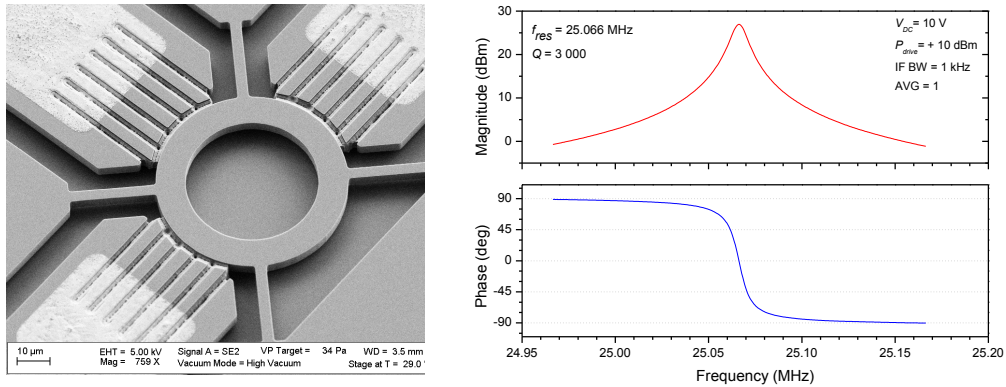 10 µm
EHT = 5.00 kV Signal A = SE2 VP Target = 34 Pa WD = 3.5 mm
Mag = 759 X Vacuum Mode = High Vacuum Stage at T = 29.0
Magnitude (dBm)
30
20
10
0
fres = 25.066 MHz
Q = 3 000
VDC = 10 V
Pdrive = + 10 dBm
IF BW = 1 kHz
AVG = 1
Phase (deg)
90
45
0
-45
-90
24.95 25.00 25.05 25.10 25.15 25.20
Frequency (MHz)